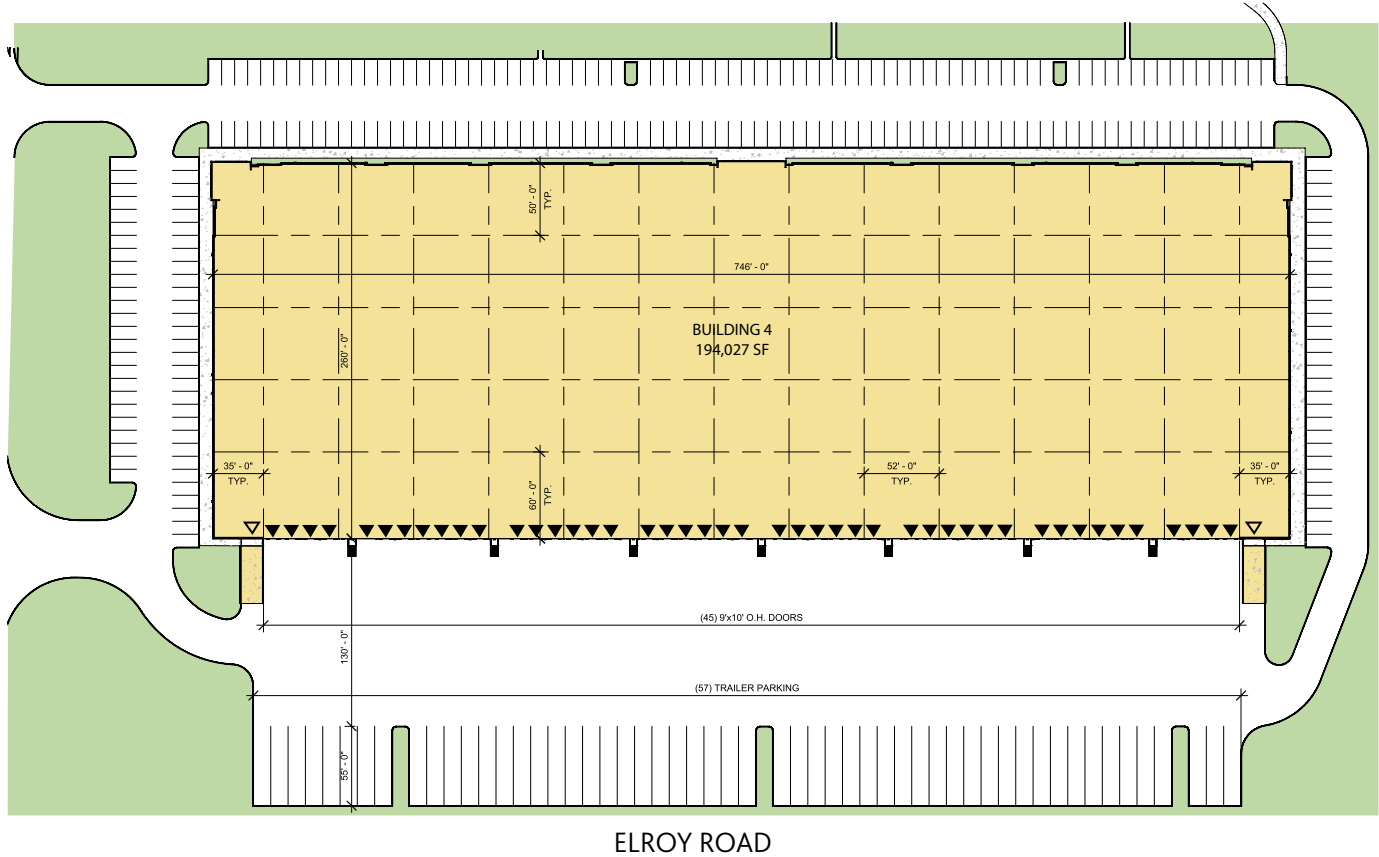 50' - 0"
TYP.
746' - 0"
BUILDING 4
194,027 SF
260' - 0"
35' - 0"
TYP.
60' - 0"
TYP.
52' - 0"
TYP.
35' - 0"
TYP.
(45) 9'x10' O.H. DOORS
130' - 0"
(57) TRAILER PARKING
55' - 0"
ELROY ROAD